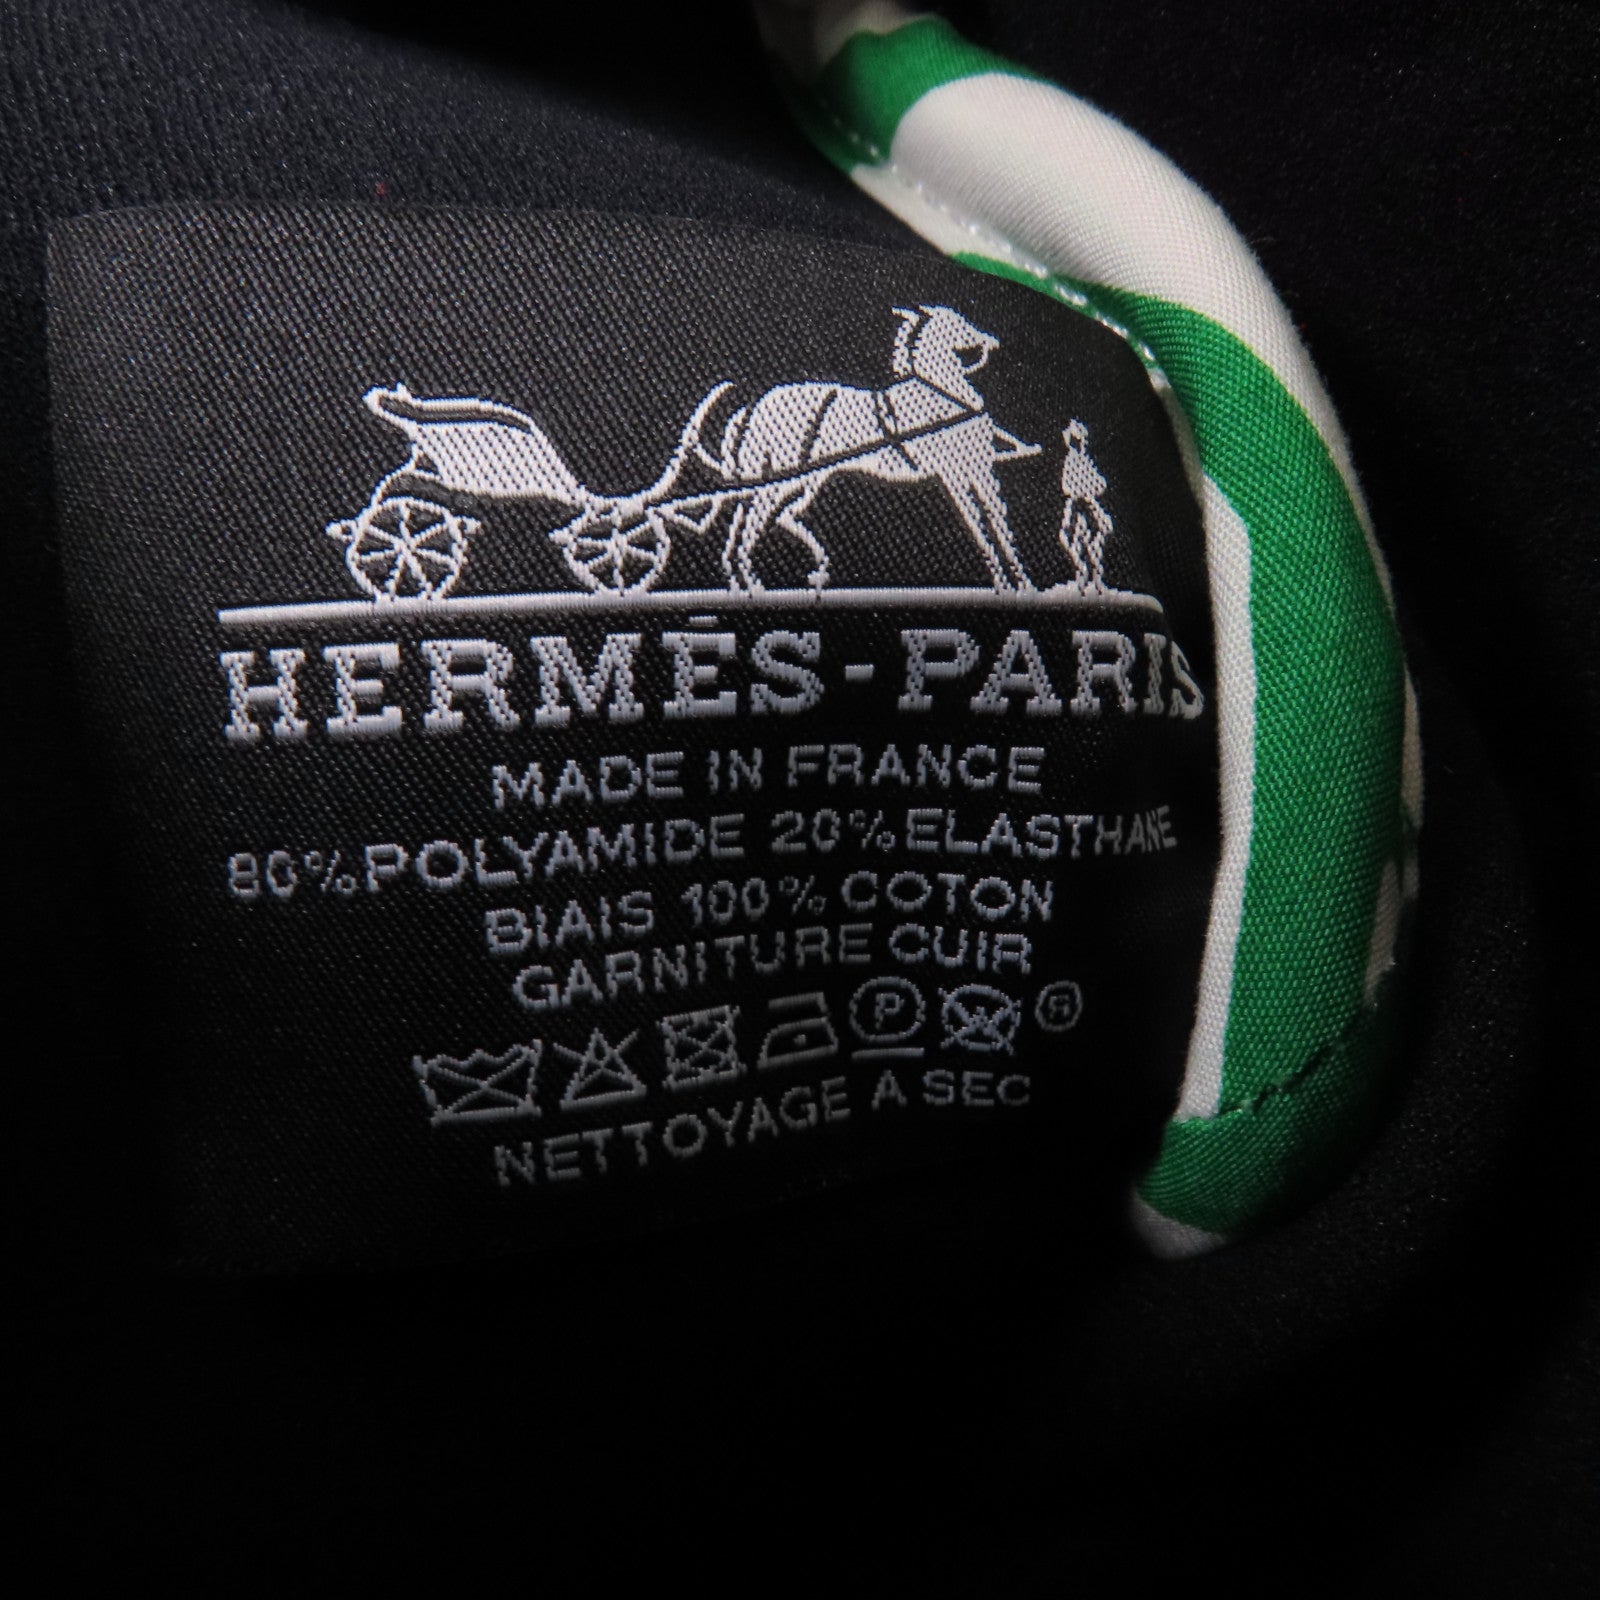 HERMÈS-PARIS
MADE IN FRANCE
80% POLYAMIDE 20% ELASTHANE
BIAIS 100% COTON
GARNITURE CUIR
P
NETTOYAGE A SEC